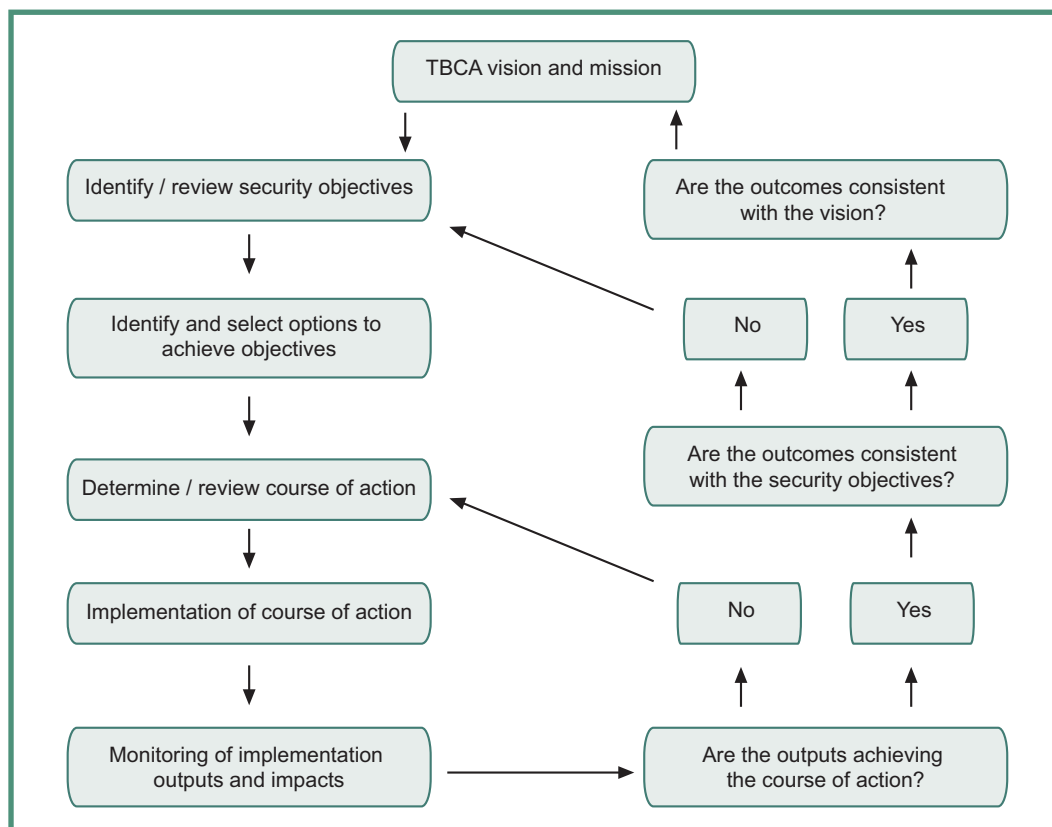 TBCA vision and mission
Identify / review security objectives
Are the outcomes consistent
with the vision?
Identify and select options to
achieve objectives
No
Yes
Determine / review course of action
Are the outcomes consistent
with the security objectives?
Implementation of course of action
No
Yes
Monitoring of implementation
outputs and impacts
Are the outputs achieving
the course of action?